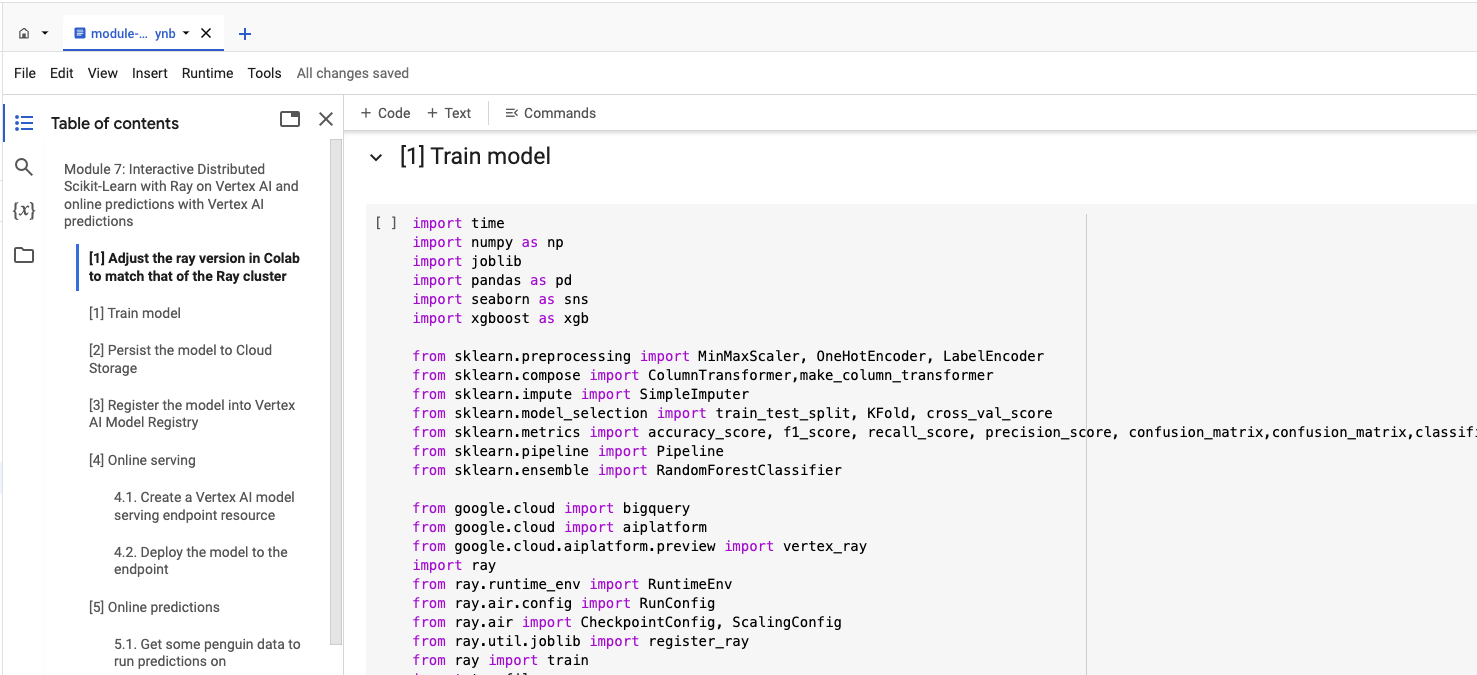 module-... ynb
File Edit View Insert Runtime Tools All changes saved
Table of contents
Module 7: Interactive Distributed
Scikit-Learn with Ray on Vertex AI and
online predictions with Vertex AI
predictions
[1] Adjust the ray version in Colab
to match that of the Ray cluster
[1] Train model
[2] Persist the model to Cloud
Storage
[3] Register the model into Vertex
AI Model Registry
[4] Online serving
4.1. Create a Vertex AI model
serving endpoint resource
4.2. Deploy the model to the
endpoint
[5] Online predictions
5.1. Get some penguin data to
run predictions on
+ Code + Text Commands
[1] Train model
[ ] import time
import numpy as np
import joblib
import pandas as pd
import seaborn as sns
import xgboost as xgb
from sklearn.preprocessing import MinMaxScaler, OneHotEncoder, LabelEncoder
from sklearn.compose import ColumnTransformer,make_column_transformer
from sklearn.impute import SimpleImputer
from sklearn.model_selection import train_test_split, KFold, cross_val_score
from sklearn.metrics import accuracy_score, f1_score, recall_score, precision_score, confusion_matrix,confusion_matrix,classifi
from sklearn.pipeline import Pipeline
from sklearn.ensemble import RandomForestClassifier
from google.cloud import bigquery
from google.cloud import aiplatform
from google.cloud.aiplatform.preview import vertex_ray
import ray
from ray.runtime_env import RuntimeEnv
from ray.air.config import RunConfig
from ray.air import CheckpointConfig, ScalingConfig
from ray.util.joblib import register_ray
from ray import train